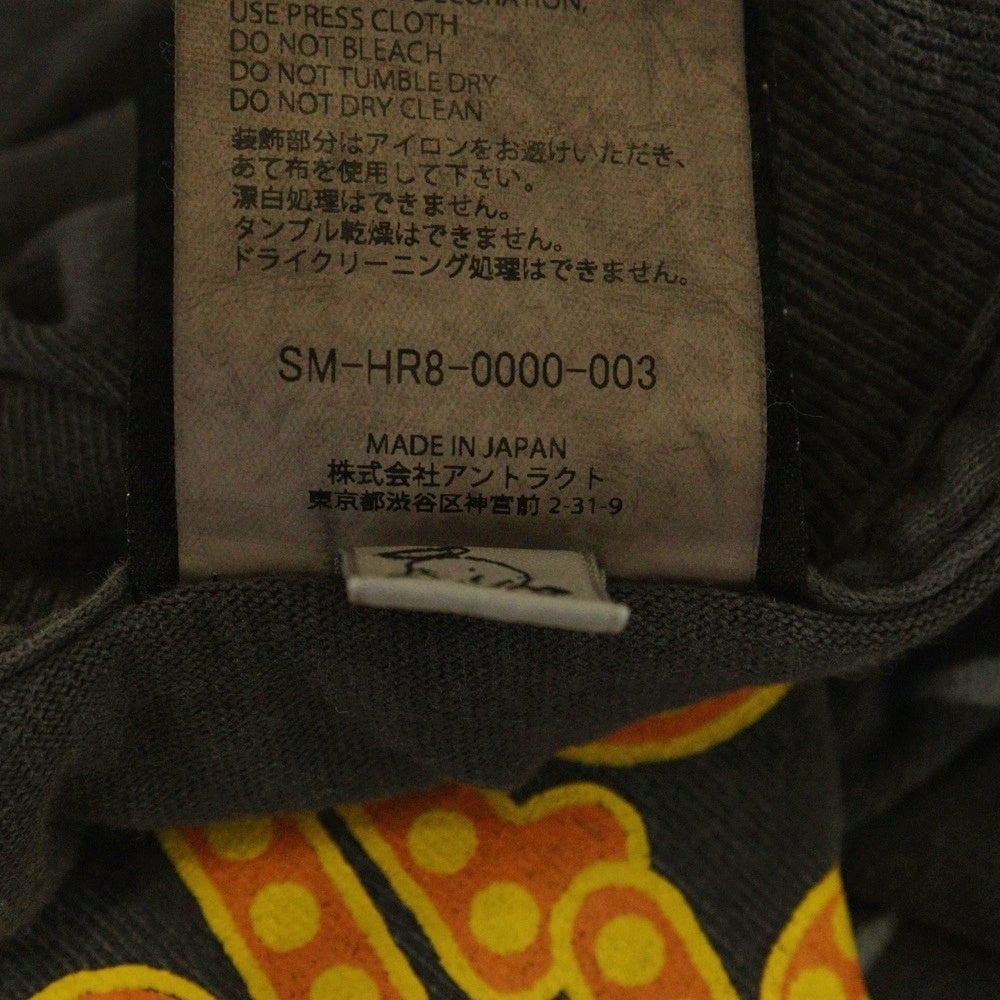 DECORATION,
USE PRESS CLOTH
DO NOT BLEACH
DO NOT TUMBLE DRY
DO NOT DRY CLEAN
装飾部分はアイロンをお避けいただき、
あて布を使用して下さい。
漂白処理はできません。
タンブル乾燥はできません。
ドライクリーニング処理はできません。
SM-HR8-0000-003
MADE IN JAPAN
株式会社アントラクト
東京都渋谷区神宮前 2-31-9